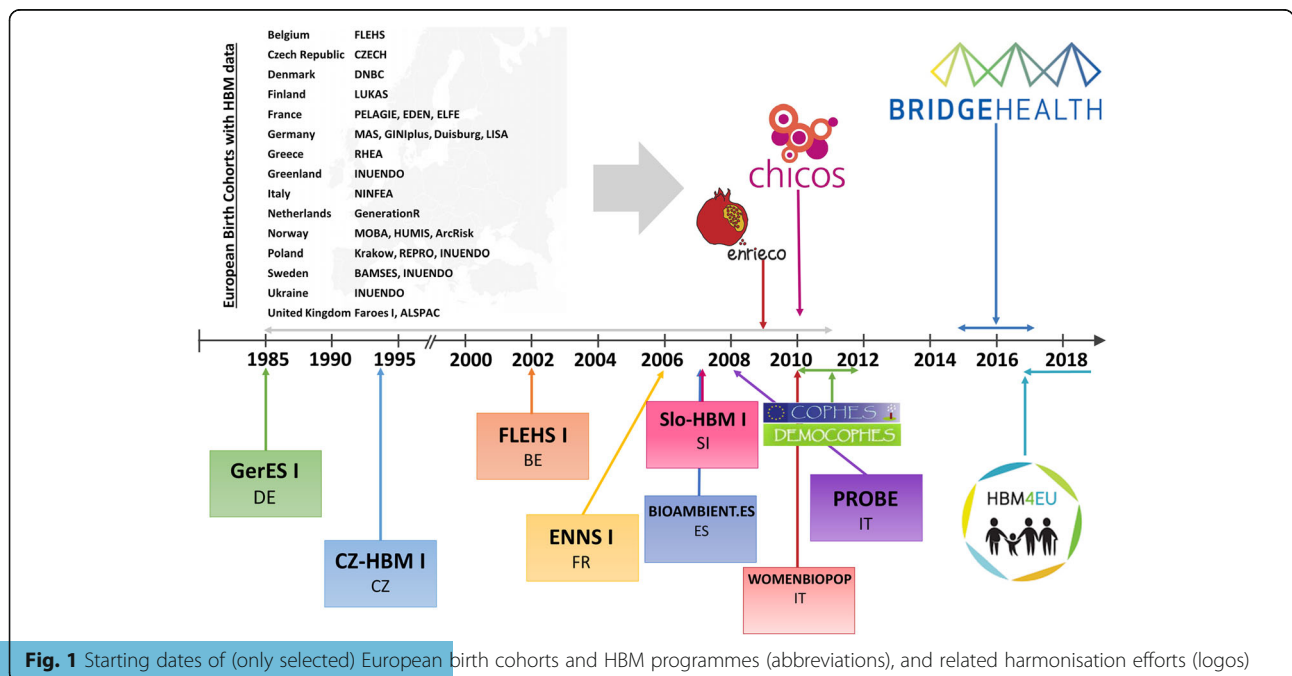 European Birth Cohorts with HBM data
Belgium FLEHS
Czech Republic CZECH
Denmark DNBC
Finland LUKAS
France PELAGIE, EDEN, ELFE
Germany MAS, GINIplus, Duisburg, LISA
Greece RHEA
Greenland INUENDO
Italy NINFEA
Netherlands GenerationR
Norway MOBA, HUMIS, ArcRisk
Poland Krakow, REPRO, INUENDO
Sweden BAMSES, INUENDO
Ukraine INUENDO
United Kingdom Faroes I, ALSPAC
enrieco
chicos
BRIDGEHEALTH
1985 1990 1995 2000 2002 2004 2006 2008 2010 2012 2014 2016 2018
GerES I
DE
CZ-HBM I
CZ
FLEHS I
BE
ENNS I
FR
Slo-HBM I
SI
BIOAMBIENT.ES
ES
COPHES
DEMOCOPHES
WOMENBIOPOP
IT
PROBE
IT
HBM4EU
Fig. 1 Starting dates of (only selected) European birth cohorts and HBM programmes (abbreviations), and related harmonisation efforts (logos)